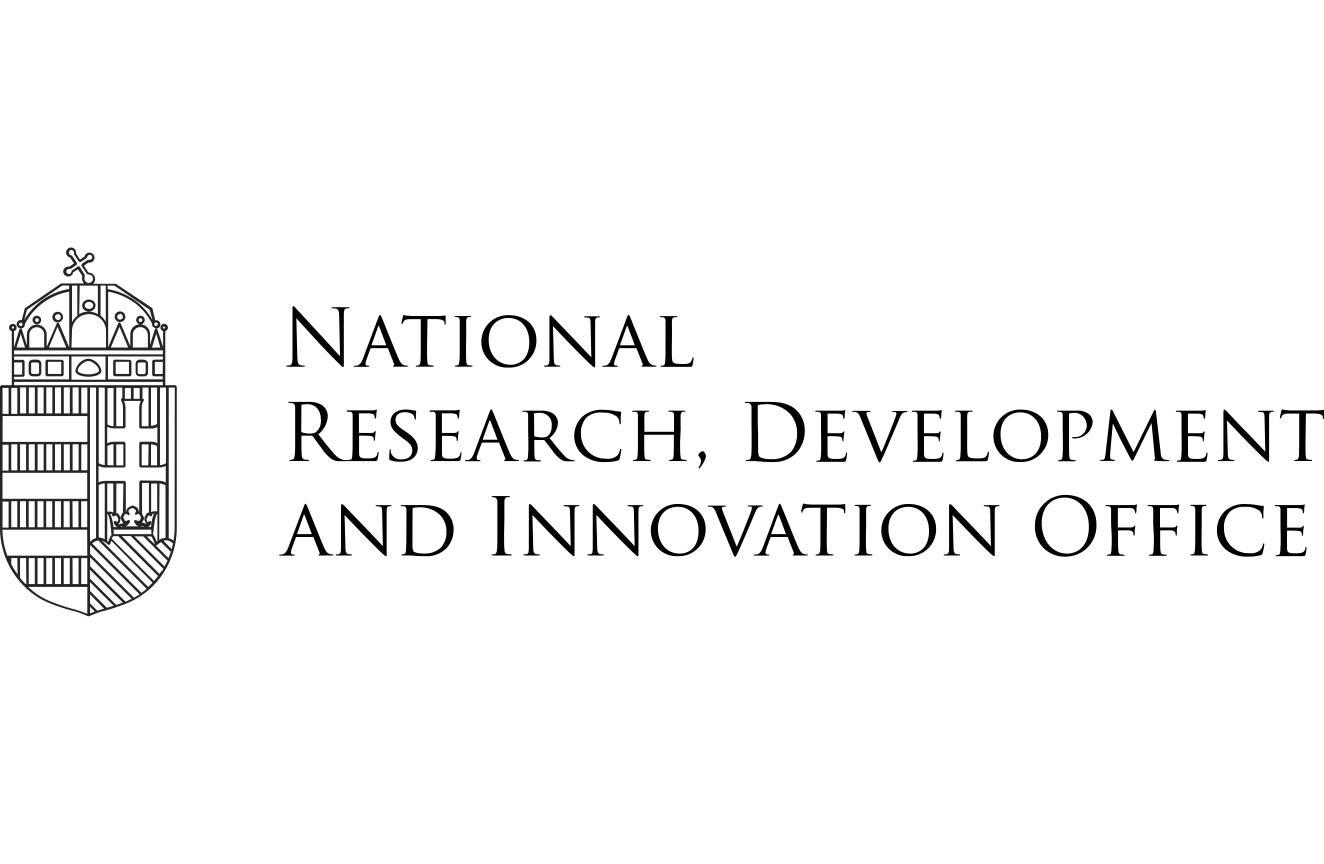 National
Research, Development
and Innovation Office